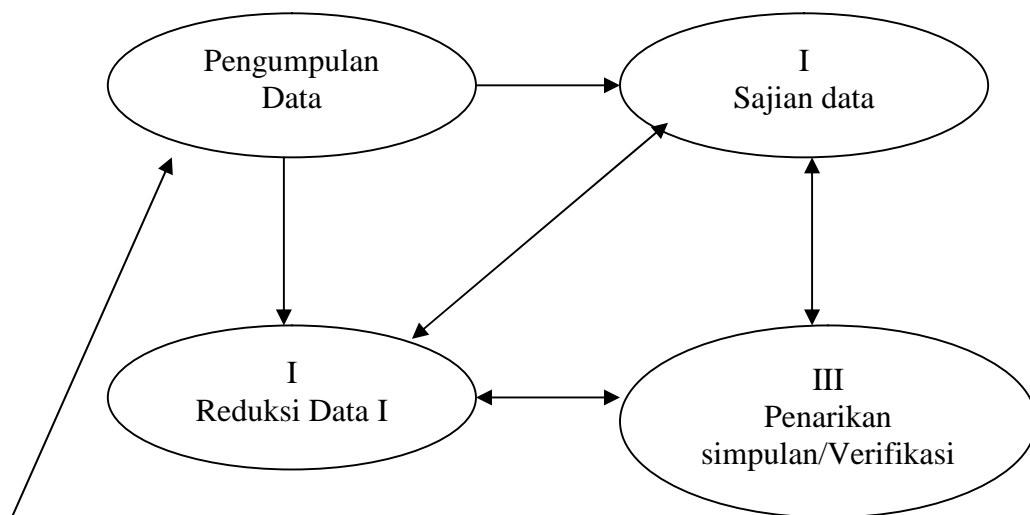 Pengumpulan
Data
I
Sajian data
I
Reduksi Data I
III
Penarikan
simpulan/Verifikasi